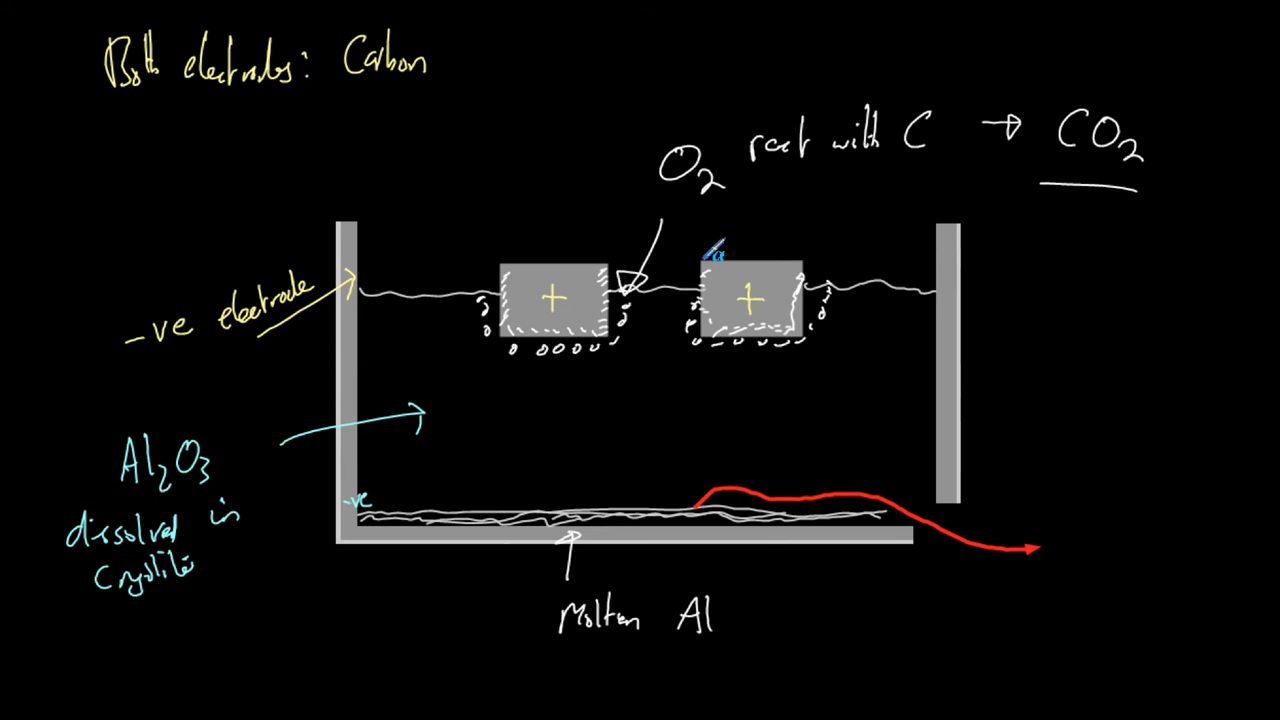 Both electrodes: Carbon
O₂ react with C → CO₂
-ve electrode
+ +
Al₂O₃
dissolved in
Cryolite
-ve
Molten Al